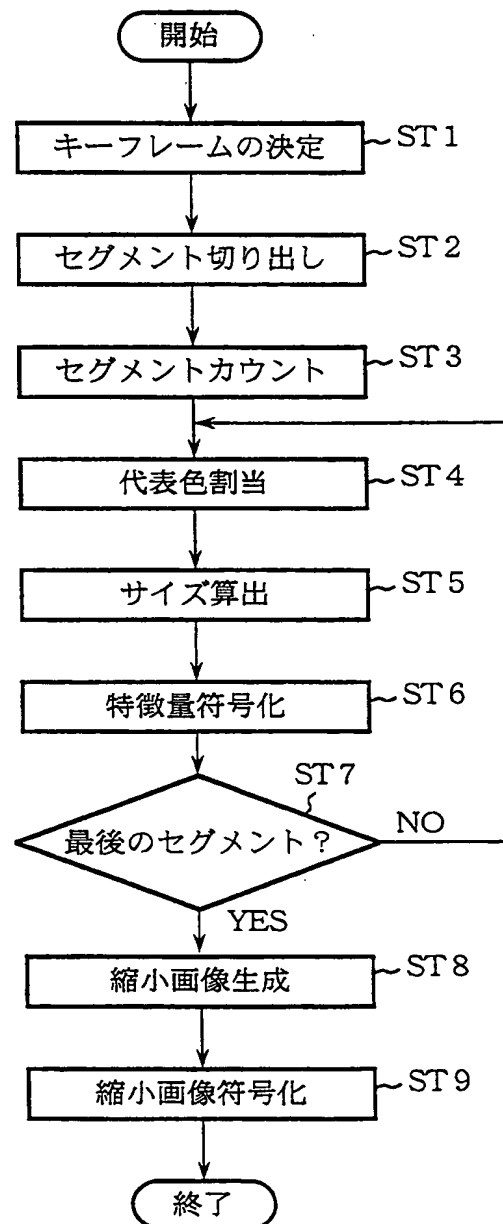 開始
キーフレームの決定 ST1
セグメント切り出し ST2
セグメントカウント ST3
代表色割当 ST4
サイズ算出 ST5
特徴量符号化 ST6
ST7
最後のセグメント? NO
YES
縮小画像生成 ST8
縮小画像符号化 ST9
終了